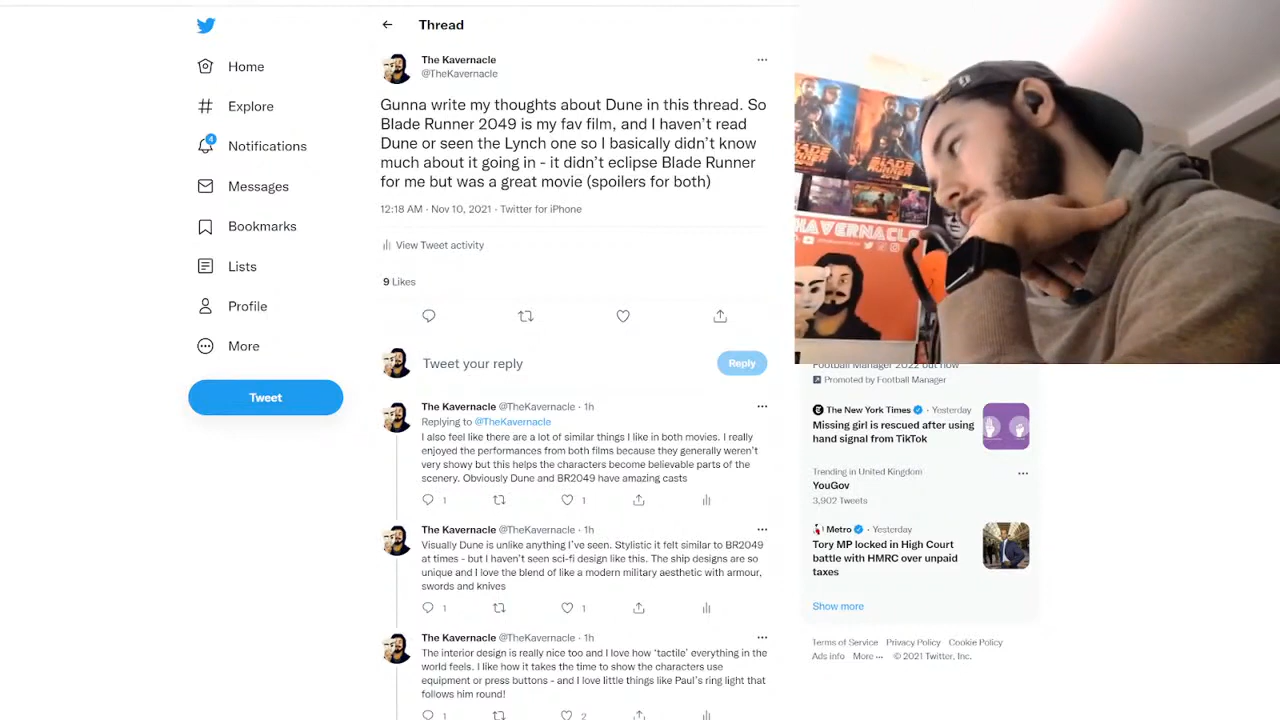 Thread
Home
Explore
4
Notifications
Messages
Bookmarks
Lists
Profile
More
Tweet
The Kavernacle
@TheKavernacle
Gunna write my thoughts about Dune in this thread. So
Blade Runner 2049 is my fav film, and I haven't read
Dune or seen the Lynch one so I basically didn't know
much about it going in - it didn't eclipse Blade Runner
for me but was a great movie (spoilers for both)
12:18 AM · Nov 10, 2021 · Twitter for iPhone
View Tweet activity
9 Likes
Tweet your reply
Reply
The Kavernacle @TheKavernacle · 1h
Replying to @TheKavernacle
I also feel like there are a lot of similar things I like in both movies. I really
enjoyed the performances from both films because they generally weren't
very showy but this helps the characters become believable parts of the
scenery. Obviously Dune and BR2049 have amazing casts
1 1
The Kavernacle @TheKavernacle · 1h
Visually Dune is unlike anything I've seen. Stylistic it felt similar to BR2049
at times - but I haven't seen sci-fi design like this. The ship designs are so
unique and I love the blend of like a modern military aesthetic with armour,
swords and knives
1 1
The Kavernacle @TheKavernacle · 1h
The interior design is really nice too and I love how 'tactile' everything in the
world feels. I like how it takes the time to show the characters use
equipment or press buttons - and I love little things like Paul's ring light that
follows him round!
1 2
BLADE
RUNNER
HAVERNACLE
Football Manager 2022 out now
Promoted by Football Manager
The New York Times · Yesterday
Missing girl is rescued after using
hand signal from TikTok
Trending in United Kingdom
YouGov
3,902 Tweets
Metro · Yesterday
Tory MP locked in High Court
battle with HMRC over unpaid
taxes
Show more
Terms of Service Privacy Policy Cookie Policy
Ads info More ··· © 2021 Twitter, Inc.